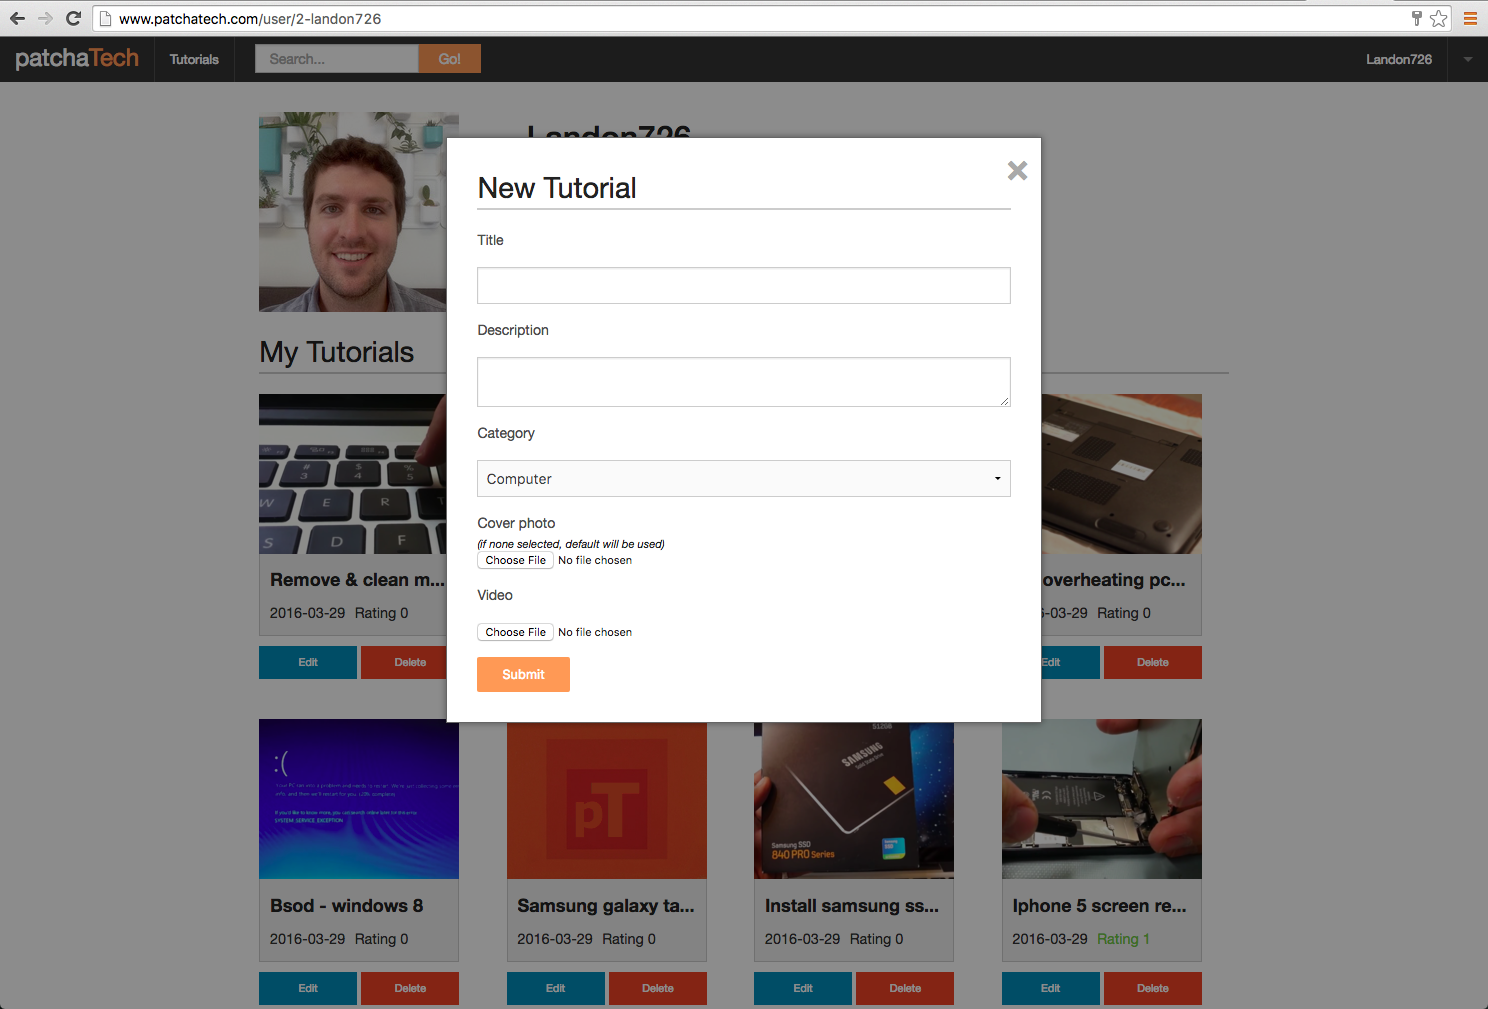 www.patchatech.com/user/2-landon726
patchaTech Tutorials Search... Go! Landon726
Landon726
New Tutorial
Title
Description
Category
Computer
Cover photo
(if none selected, default will be used)
Choose File No file chosen
Video
Choose File No file chosen
Submit
My Tutorials
Remove & clean m...
2016-03-29 Rating 0
Edit Delete
overheating pc...
-03-29 Rating 0
Edit Delete
:(
SYSTEM_SERVICE_EXCEPTION
Bsod - windows 8
2016-03-29 Rating 0
Edit Delete
pT
Samsung galaxy ta...
2016-03-29 Rating 0
Edit Delete
512GB
SAMSUNG
Samsung SSD
840 PRO Series
Install samsung ss...
2016-03-29 Rating 0
Edit Delete
Iphone 5 screen re...
2016-03-29 Rating 1
Edit Delete